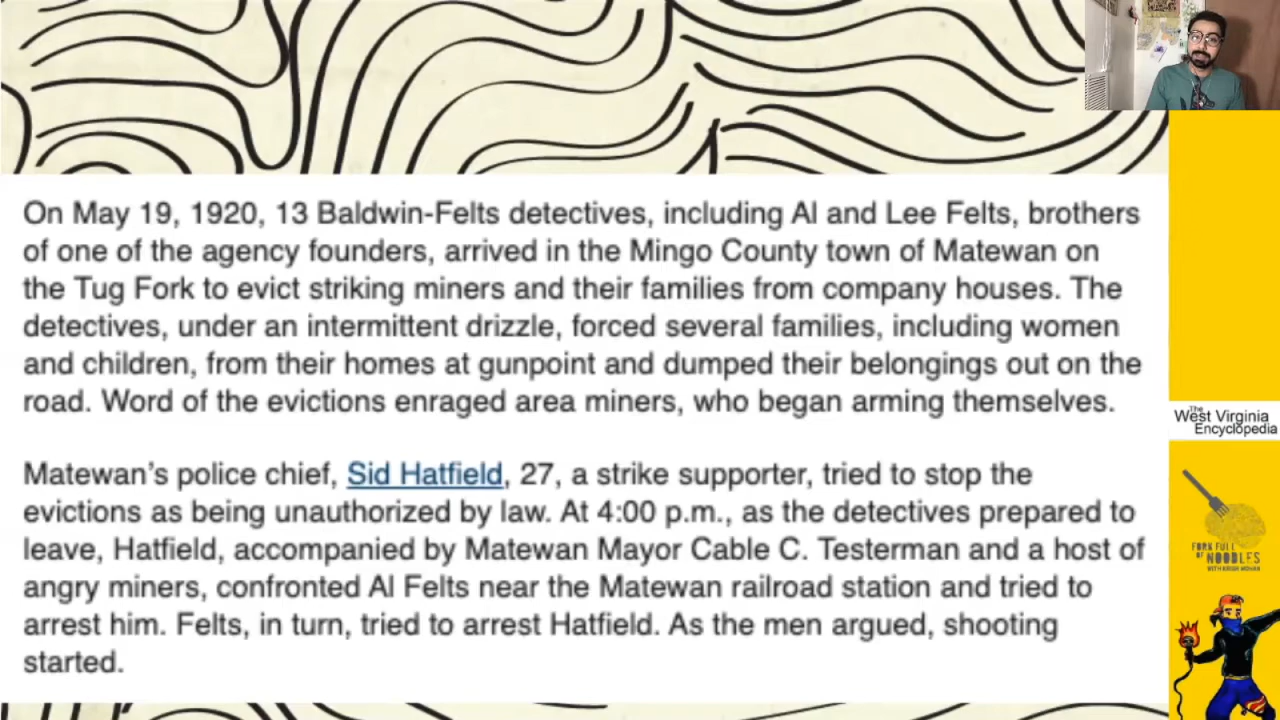 On May 19, 1920, 13 Baldwin-Felts detectives, including Al and Lee Felts, brothers
of one of the agency founders, arrived in the Mingo County town of Matewan on
the Tug Fork to evict striking miners and their families from company houses. The
detectives, under an intermittent drizzle, forced several families, including women
and children, from their homes at gunpoint and dumped their belongings out on the
road. Word of the evictions enraged area miners, who began arming themselves.
Matewan’s police chief, Sid Hatfield, 27, a strike supporter, tried to stop the
evictions as being unauthorized by law. At 4:00 p.m., as the detectives prepared to
leave, Hatfield, accompanied by Matewan Mayor Cable C. Testerman and a host of
angry miners, confronted Al Felts near the Matewan railroad station and tried to
arrest him. Felts, in turn, tried to arrest Hatfield. As the men argued, shooting
started.
The
West Virginia
Encyclopedia
FORK FULL
OF NOODLES